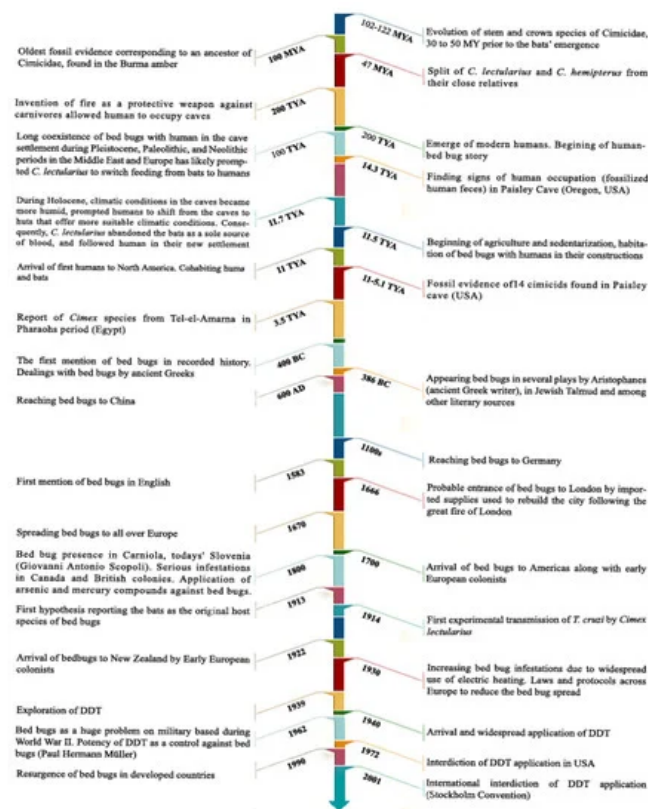 102-122 MYA
Evolution of stem and crown species of Cimicidae,
30 to 50 MY prior to the bats' emergence
Oldest fossil evidence corresponding to an ancestor of
Cimicidae, found in the Burma amber
100 MYA
47 MYA
Split of C. lectularius and C. hemipterus from
their close relatives
Invention of fire as a protective weapon against
carnivores allowed human to occupy caves
200 TYA
200 TYA
Emerge of modern humans. Begining of human-
bed bug story
Long coexistence of bed bugs with human in the cave
settlement during Pleistocene, Paleolithic, and Neolithic
periods in the Middle East and Europe has likely promp-
ted C. lectularius to switch feeding from bats to humans
100 TYA
14.3 TYA
Finding signs of human occupation (fossilized
human feces) in Paisley Cave (Oregon, USA)
During Holocene, climatic conditions in the caves became
more humid, prompted humans to shift from the caves to
huts that offer more suitable climatic conditions. Conse-
quently, C. lectularius abandoned the bats as a sole source
of blood, and followed human in their new settlement
11.7 TYA
11.5 TYA
Beginning of agriculture and sedentarization, habita-
tion of bed bugs with humans in their constructions
Arrival of first humans to North America. Cohabiting huma
and bats
11 TYA
11-5.1 TYA
Fossil evidence of14 cimicids found in Paisley
cave (USA)
Report of Cimex species from Tel-el-Amarna in
Pharaohs period (Egypt)
3.5 TYA
The first mention of bed bugs in recorded history.
Dealings with bed bugs by ancient Greeks
400 BC
386 BC
Appearing bed bugs in several plays by Aristophanes
(ancient Greek writer), in Jewish Talmud and among
other literary sources
Reaching bed bugs to China
600 AD
1100s
Reaching bed bugs to Germany
First mention of bed bugs in English
1583
1666
Probable entrance of bed bugs to London by impor-
ted supplies used to rebuild the city following the
great fire of London
Spreading bed bugs to all over Europe
1670
1700
Arrival of bed bugs to Americas along with early
European colonists
Bed bug presence in Carniola, todays' Slovenia
(Giovanni Antonio Scopoli). Serious infestations
in Canada and British colonies. Application of
arsenic and mercury compounds against bed bugs.
1800
First hypothesis reporting the bats as the original host
species of bed bugs
1913
1914
First experimental transmission of T. cruzi by Cimex
lectularius
Arrival of bedbugs to New Zealand by Early European
colonists
1922
1930
Increasing bed bug infestations due to widespread
use of electric heating. Laws and protocols across
Europe to reduce the bed bug spread
Exploration of DDT
1939
1940
Arrival and widespread application of DDT
Bed bugs as a huge problem on military based during
World War II. Potency of DDT as a control against bed
bugs (Paul Hermann Müller)
1962
1972
Interdiction of DDT application in USA
Resurgence of bed bugs in developed countries
1990
2001
International interdiction of DDT application
(Stockholm Convention)